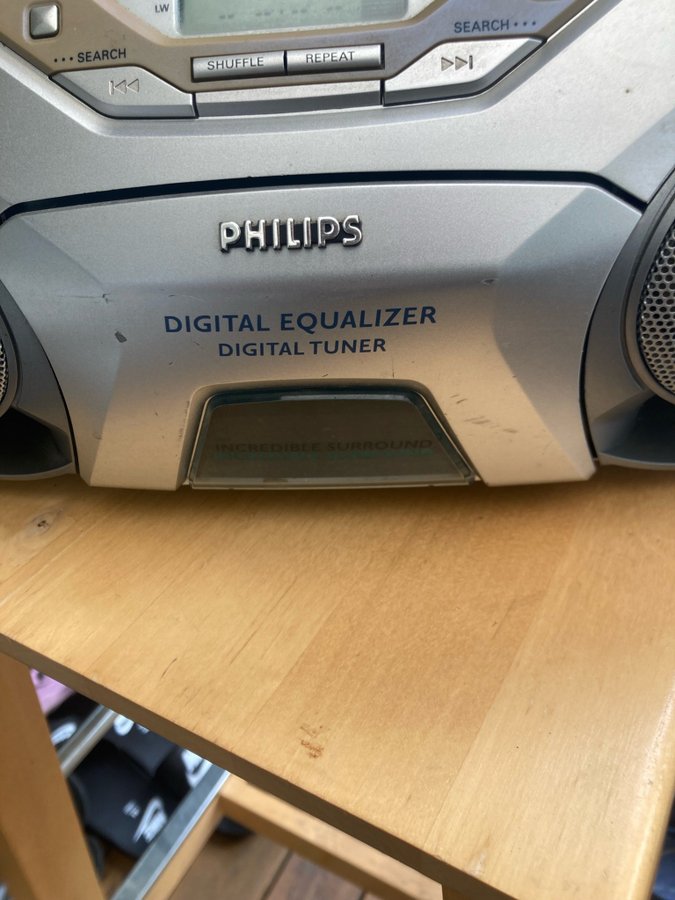 LW
SEARCH
SHUFFLE
REPEAT
SEARCH
PHILIPS
DIGITAL EQUALIZER
DIGITAL TUNER
INCREDIBLE SURROUND